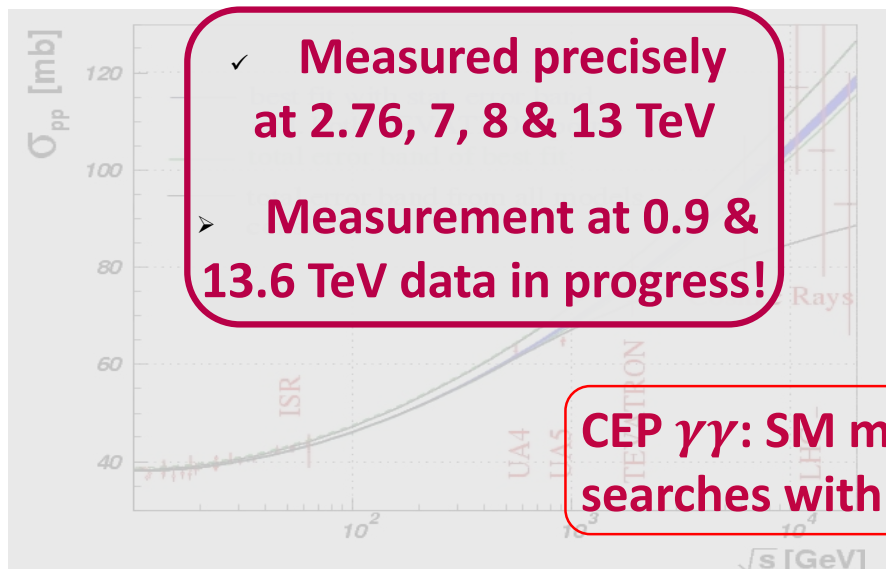 σpp [mb]
120
100
80
60
40
✓ Measured precisely
at 2.76, 7, 8 & 13 TeV
➢ Measurement at 0.9 &
13.6 TeV data in progress!
Rays
ISR
UA4
UA5
CEP γγ: SM m
searches with
10²
10³
10⁴
√s [GeV]